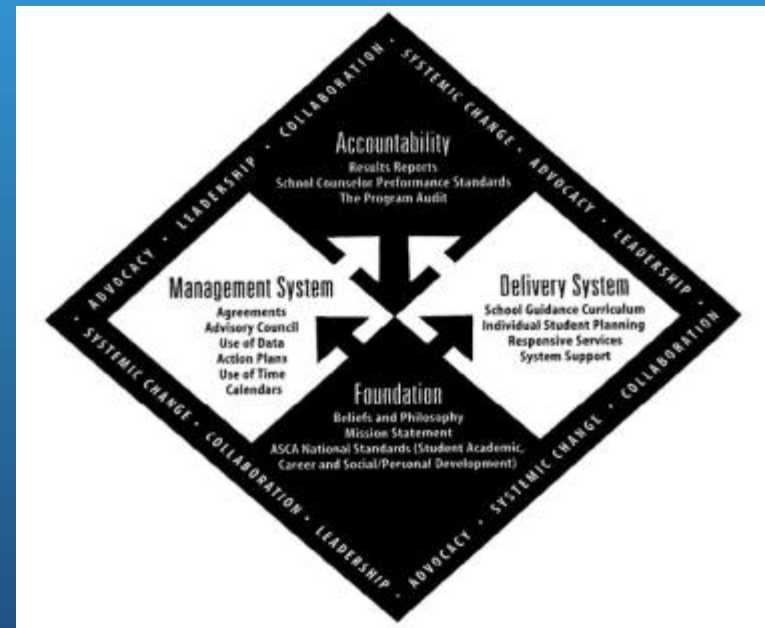 ADVOCACY • LEADERSHIP • COLLABORATION •
SYSTEMIC CHANGE • ADVOCACY • LEADERSHIP •
Accountability
Results Reports
School Counselor Performance Standards
The Program Audit
Management System
Agreements
Advisory Council
Use of Data
Action Plans
Use of Time
Calendars
Delivery System
School Guidance Curriculum
Individual Student Planning
Responsive Services
System Support
Foundation
Beliefs and Philosophy
Mission Statement
ASCA National Standards (Student Academic,
Career and Social/Personal Development)
• SYSTEMIC CHANGE • COLLABORATION • LEADERSHIP •
ADVOCACY • SYSTEMIC CHANGE • COLLABORATION